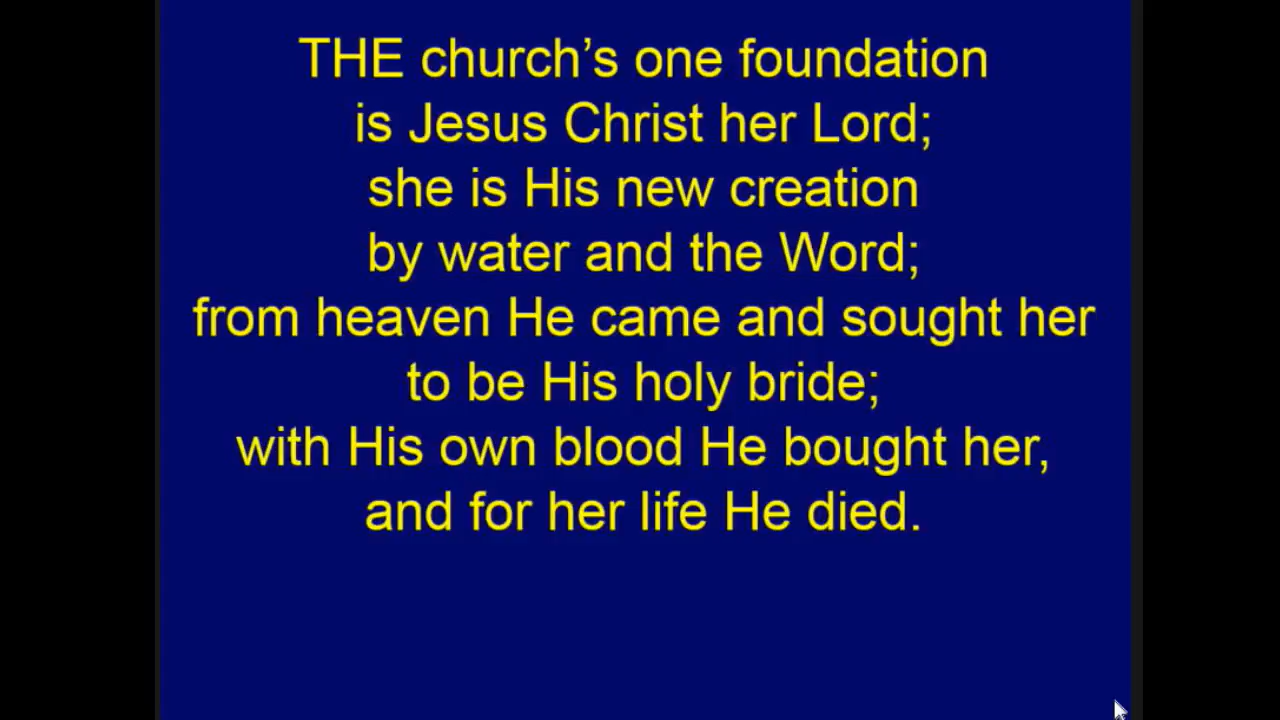 THE church’s one foundation
is Jesus Christ her Lord;
she is His new creation
by water and the Word;
from heaven He came and sought her
to be His holy bride;
with His own blood He bought her,
and for her life He died.